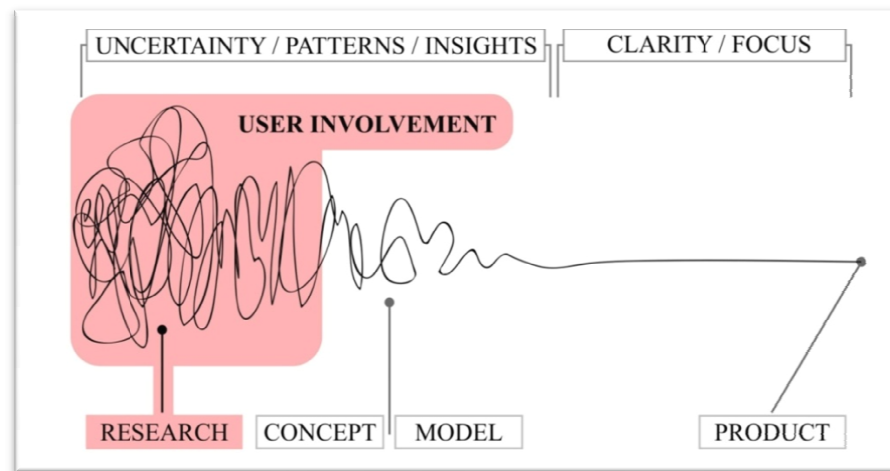 UNCERTAINTY / PATTERNS / INSIGHTS
CLARITY / FOCUS
USER INVOLVEMENT
RESEARCH
CONCEPT
MODEL
PRODUCT